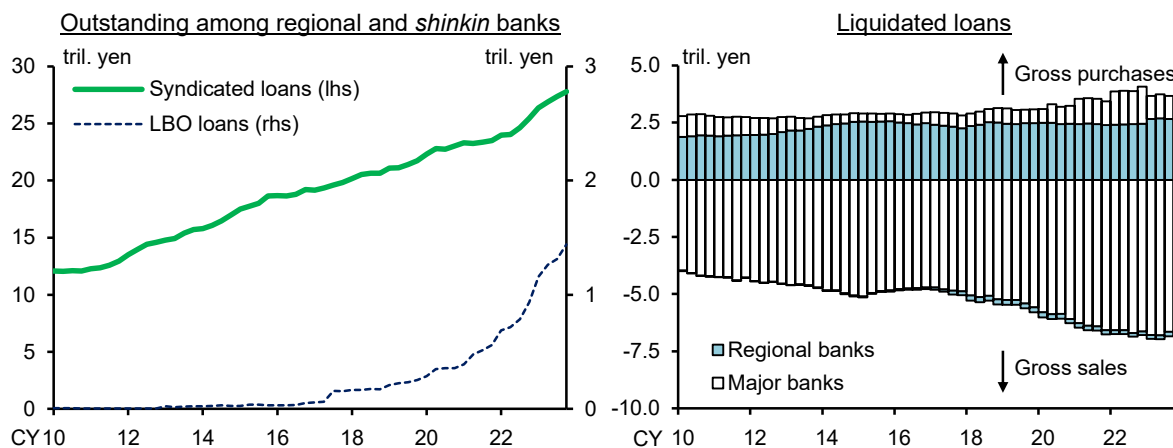 Outstanding among regional and shinkin banks
tril. yen
tril. yen
30
25
20
15
10
5
0
3
2
1
0
Syndicated loans (lhs)
LBO loans (rhs)
CY 10 12 14 16 18 20 22
Liquidated loans
tril. yen
5.0
2.5
0.0
-2.5
-5.0
-7.5
-10.0
Gross purchases
Regional banks
Major banks
Gross sales
CY 10 12 14 16 18 20 22